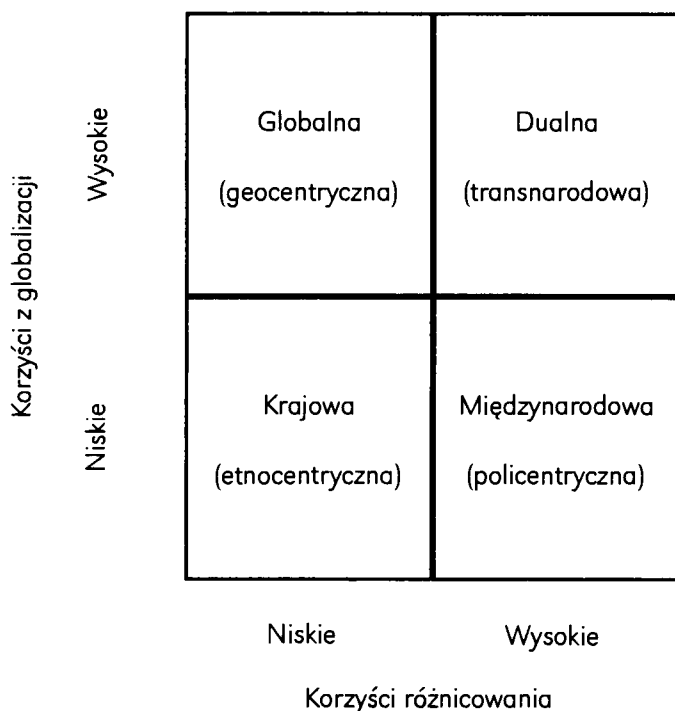 Korzyści z globalizacji
Wysokie
Niskie
Globalna
(geocentryczna)
Dualna
(transnarodowa)
Krajowa
(etnocentryczna)
Międzynarodowa
(policentryczna)
Niskie
Wysokie
Korzyści różnicowania